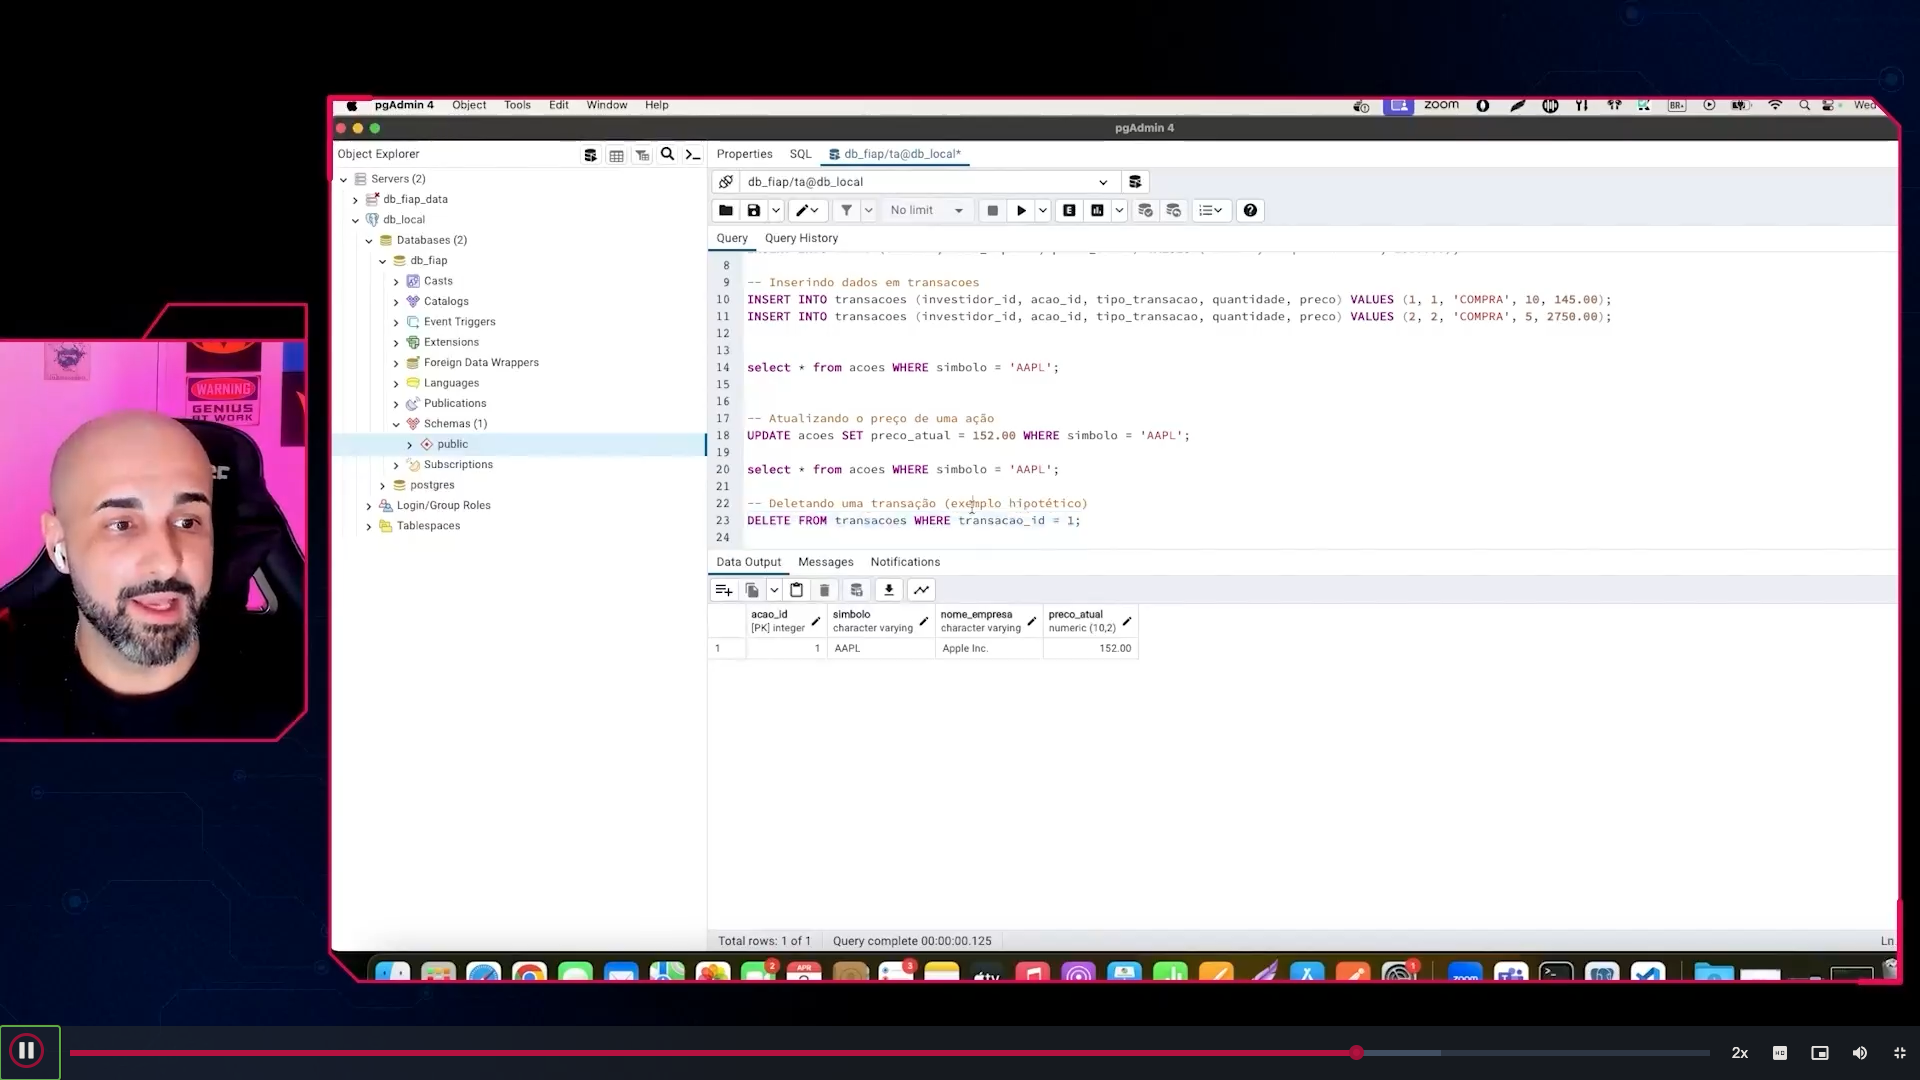 pgAdmin 4 Object Tools Edit Window Help
zoom
BR
Wed
pgAdmin 4
Object Explorer
Servers (2)
db_fiap_data
db_local
Databases (2)
db_fiap
Casts
Catalogs
Event Triggers
Extensions
Foreign Data Wrappers
Languages
Publications
Schemas (1)
public
Subscriptions
postgres
Login/Group Roles
Tablespaces
Properties SQL db_fiap/ta@db_local*
db_fiap/ta@db_local
No limit
E
Query Query History
8
9 -- Inserindo dados em transacoes
10 INSERT INTO transacoes (investidor_id, acao_id, tipo_transacao, quantidade, preco) VALUES (1, 1, 'COMPRA', 10, 145.00);
11 INSERT INTO transacoes (investidor_id, acao_id, tipo_transacao, quantidade, preco) VALUES (2, 2, 'COMPRA', 5, 2750.00);
12
13
14 select * from acoes WHERE simbolo = 'AAPL';
15
16
17 -- Atualizando o preço de uma ação
18 UPDATE acoes SET preco_atual = 152.00 WHERE simbolo = 'AAPL';
19
20 select * from acoes WHERE simbolo = 'AAPL';
21
22 -- Deletando uma transação (exemplo hipotético)
23 DELETE FROM transacoes WHERE transacao_id = 1;
24
Data Output Messages Notifications
acao_id simbolo nome_empresa preco_atual
[PK] integer character varying character varying numeric (10,2)
1 1 AAPL Apple Inc. 152.00
Total rows: 1 of 1 Query complete 00:00:00.125
Ln
WARNING
GENIUS
AT WORK
APR
2
3
tv
zoom
1
2x
HD